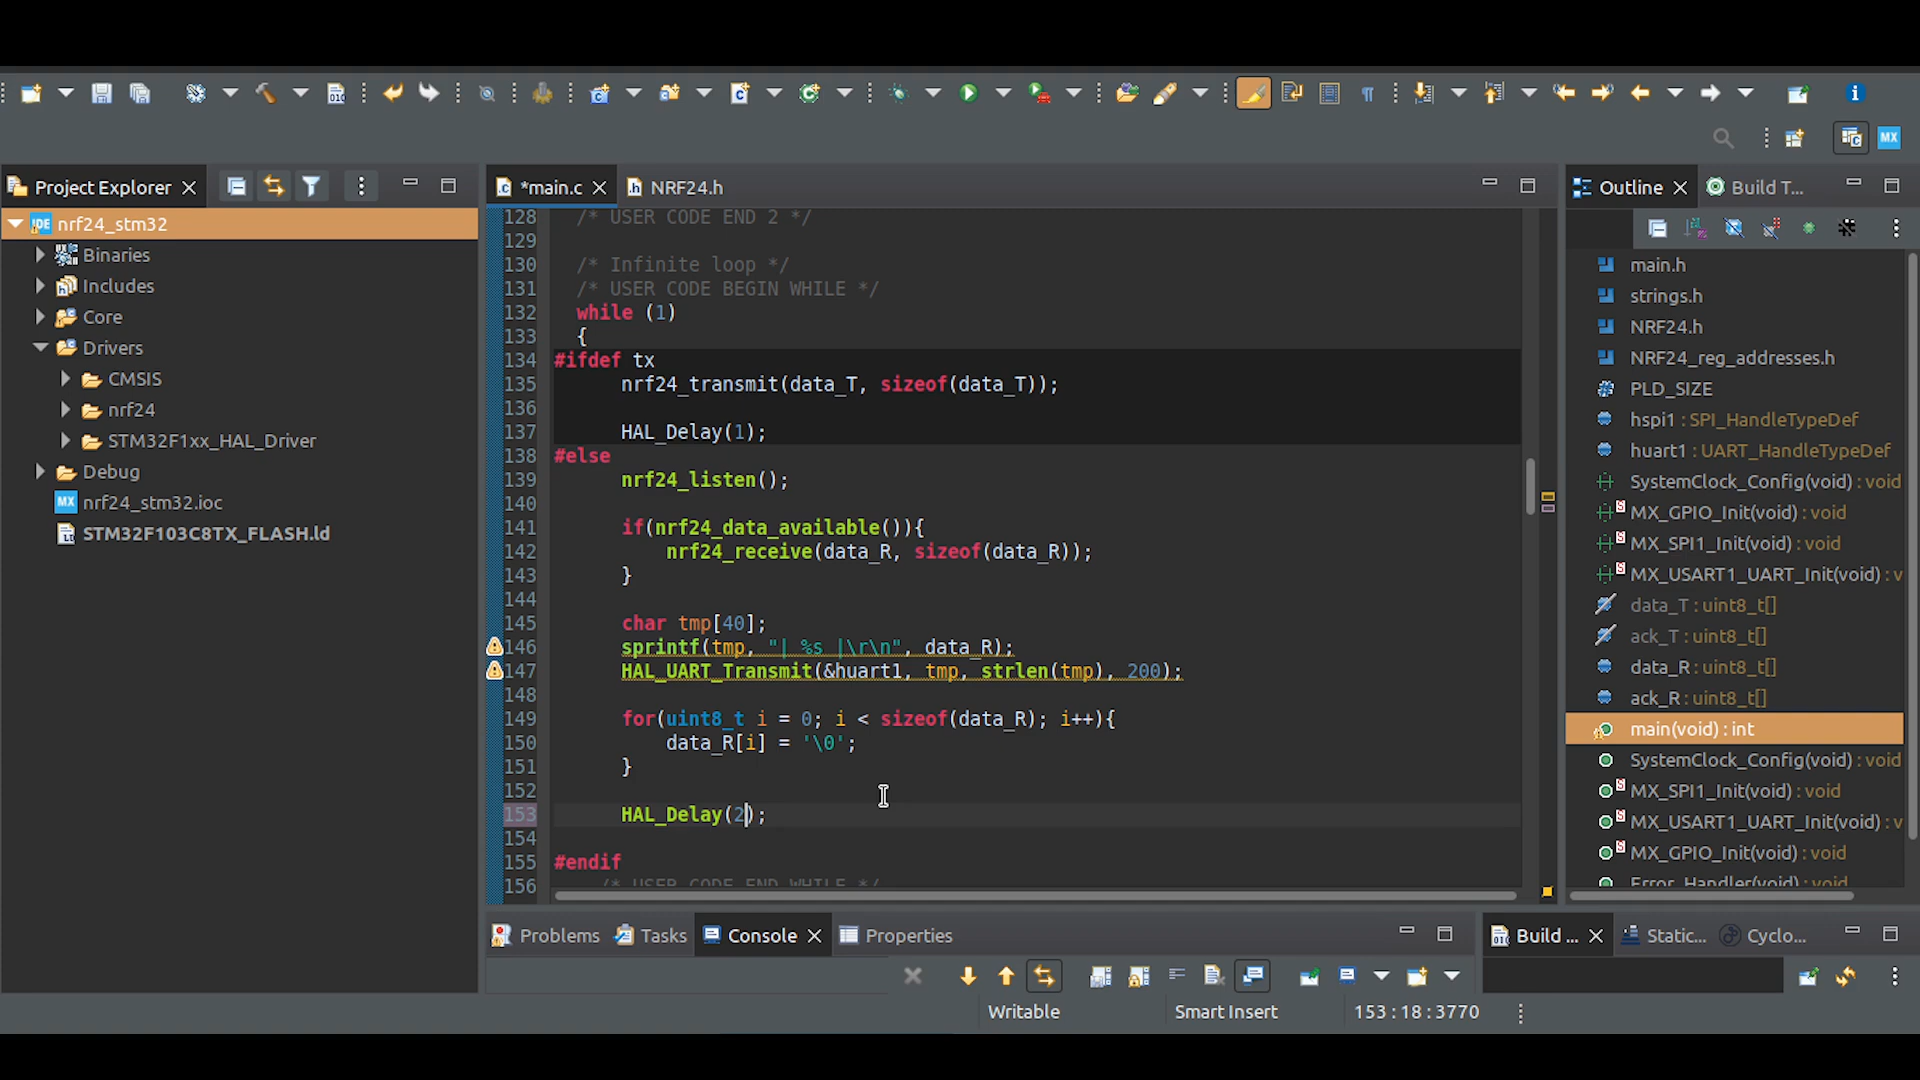 Project Explorer
*main.c
NRF24.h
Outline
Build T...
nrf24_stm32
Binaries
Includes
Core
Drivers
CMSIS
nrf24
STM32F1xx_HAL_Driver
Debug
nrf24_stm32.ioc
STM32F103C8TX_FLASH.ld
128 /* USER CODE END 2 */
129
130 /* Infinite loop */
131 /* USER CODE BEGIN WHILE */
132 while (1)
133 {
134 #ifdef tx
135 nrf24_transmit(data_T, sizeof(data_T));
136
137 HAL_Delay(1);
138 #else
139 nrf24_listen();
140
141 if(nrf24_data_available()){
142 nrf24_receive(data_R, sizeof(data_R));
143 }
144
145 char tmp[40];
146 sprintf(tmp, "| %s |\r\n", data_R);
147 HAL_UART_Transmit(&huart1, tmp, strlen(tmp), 200);
148
149 for(uint8_t i = 0; i < sizeof(data_R); i++){
150 data_R[i] = '\0';
151 }
152
153 HAL_Delay(2);
154
155 #endif
156 /* USER CODE END WHILE */
main.h
strings.h
NRF24.h
NRF24_reg_addresses.h
PLD_SIZE
hspi1 : SPI_HandleTypeDef
huart1 : UART_HandleTypeDef
SystemClock_Config(void) : void
MX_GPIO_Init(void) : void
MX_SPI1_Init(void) : void
MX_USART1_UART_Init(void) : v
data_T : uint8_t[]
ack_T : uint8_t[]
data_R : uint8_t[]
ack_R : uint8_t[]
main(void) : int
SystemClock_Config(void) : void
MX_SPI1_Init(void) : void
MX_USART1_UART_Init(void) : v
MX_GPIO_Init(void) : void
Error_Handler(void) : void
Problems
Tasks
Console
Properties
Build ...
Static...
Cyclo...
Writable
Smart Insert
153 : 18 : 3770